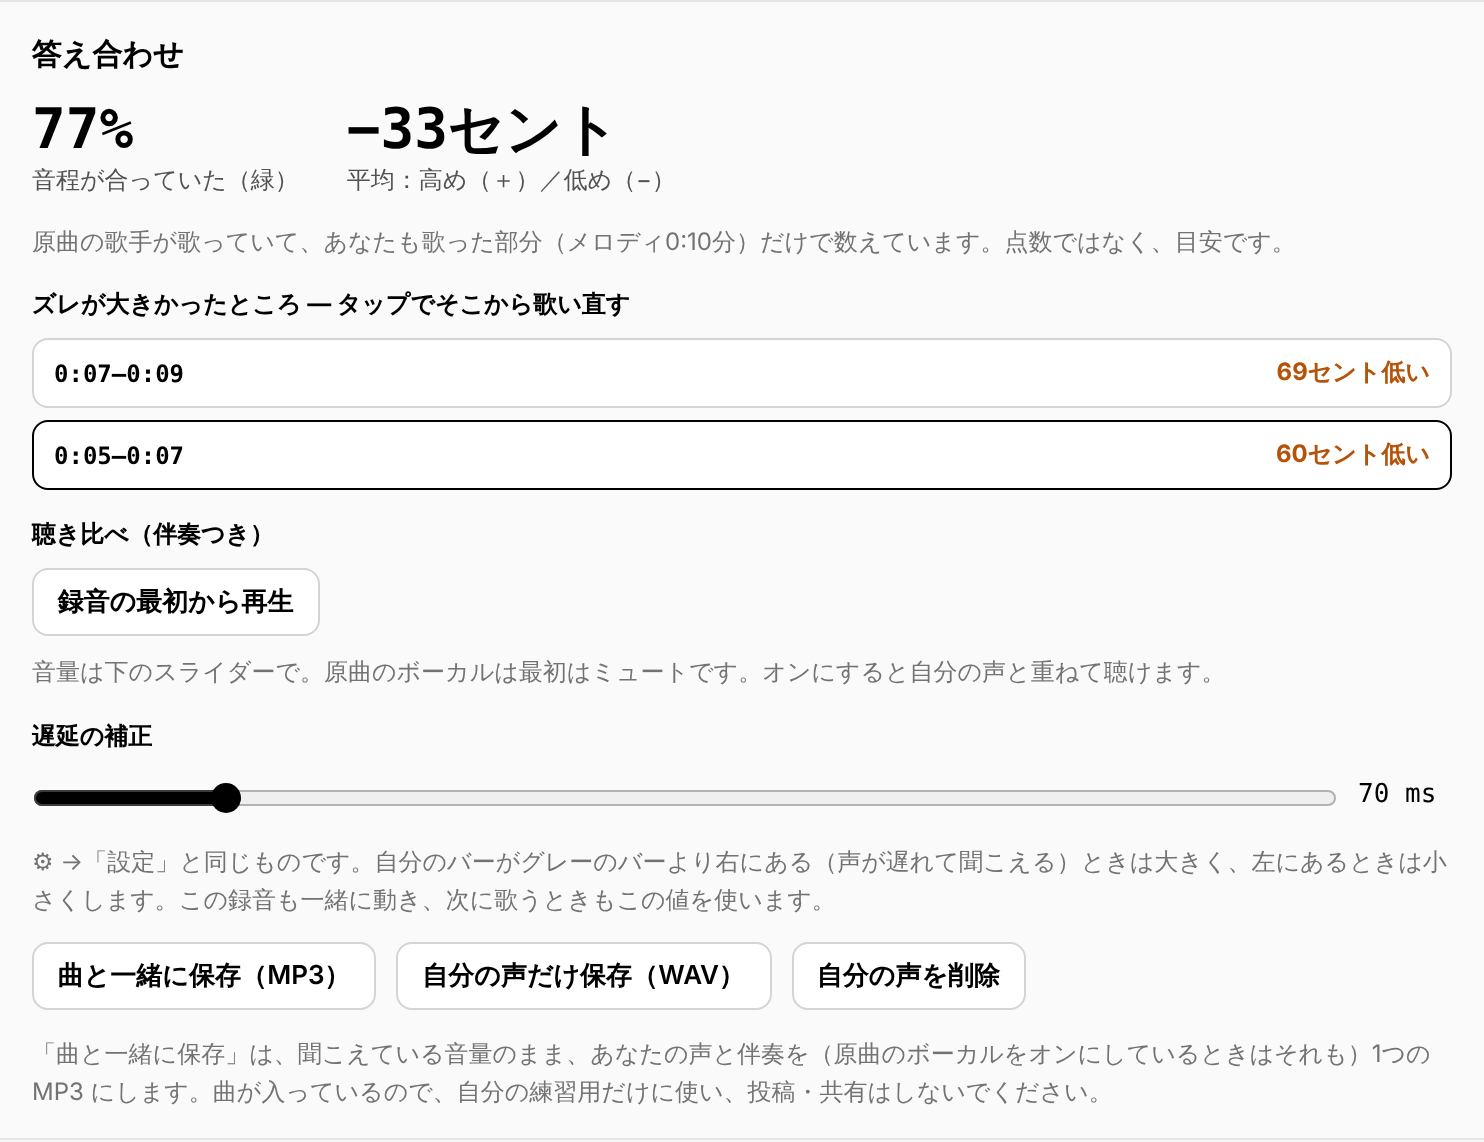 答え合わせ
77%
音程が合っていた（緑）
−33セント
平均：高め（＋）／低め（−）
原曲の歌手が歌っていて、あなたも歌った部分（メロディ0:10分）だけで数えています。点数ではなく、目安です。
ズレが大きかったところ — タップでそこから歌い直す
0:07–0:09 69セント低い
0:05–0:07 60セント低い
聴き比べ（伴奏つき）
録音の最初から再生
音量は下のスライダーで。原曲のボーカルは最初はミュートです。オンにすると自分の声と重ねて聴けます。
遅延の補正
70 ms
⚙ →「設定」と同じものです。自分のバーがグレーのバーより右にある（声が遅れて聞こえる）ときは大きく、左にあるときは小
さくします。この録音も一緒に動き、次に歌うときもこの値を使います。
曲と一緒に保存（MP3） 自分の声だけ保存（WAV） 自分の声を削除
「曲と一緒に保存」は、聞こえている音量のまま、あなたの声と伴奏を（原曲のボーカルをオンにしているときはそれも）1つの
MP3 にします。曲が入っているので、自分の練習用だけに使い、投稿・共有はしないでください。